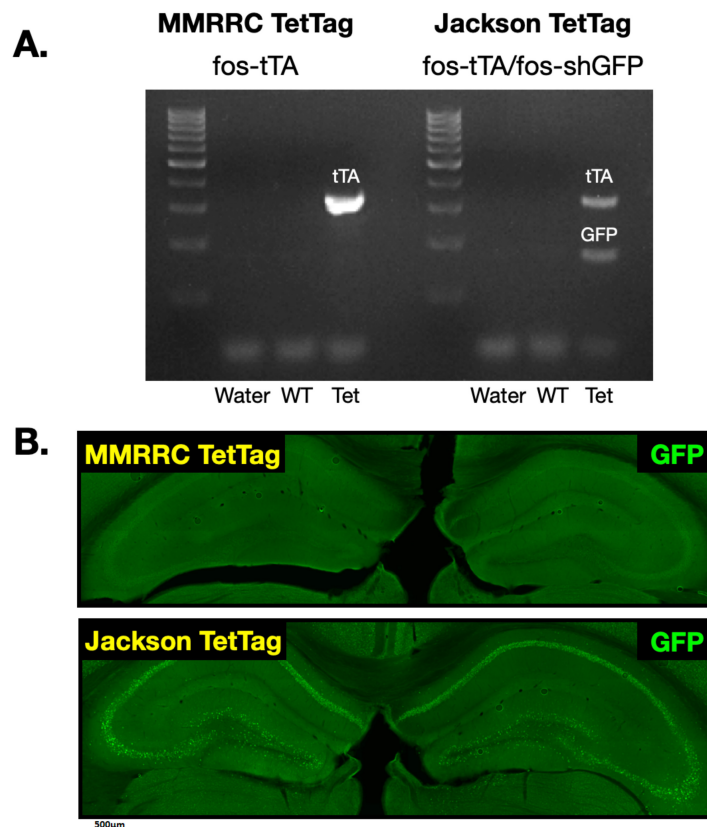 A.
MMRRC TetTag
Jackson TetTag
fos-tTA
fos-tTA/fos-shGFP
tTA
tTA
GFP
Water WT Tet
Water WT Tet
B.
MMRRC TetTag
GFP
Jackson TetTag
GFP
500µm